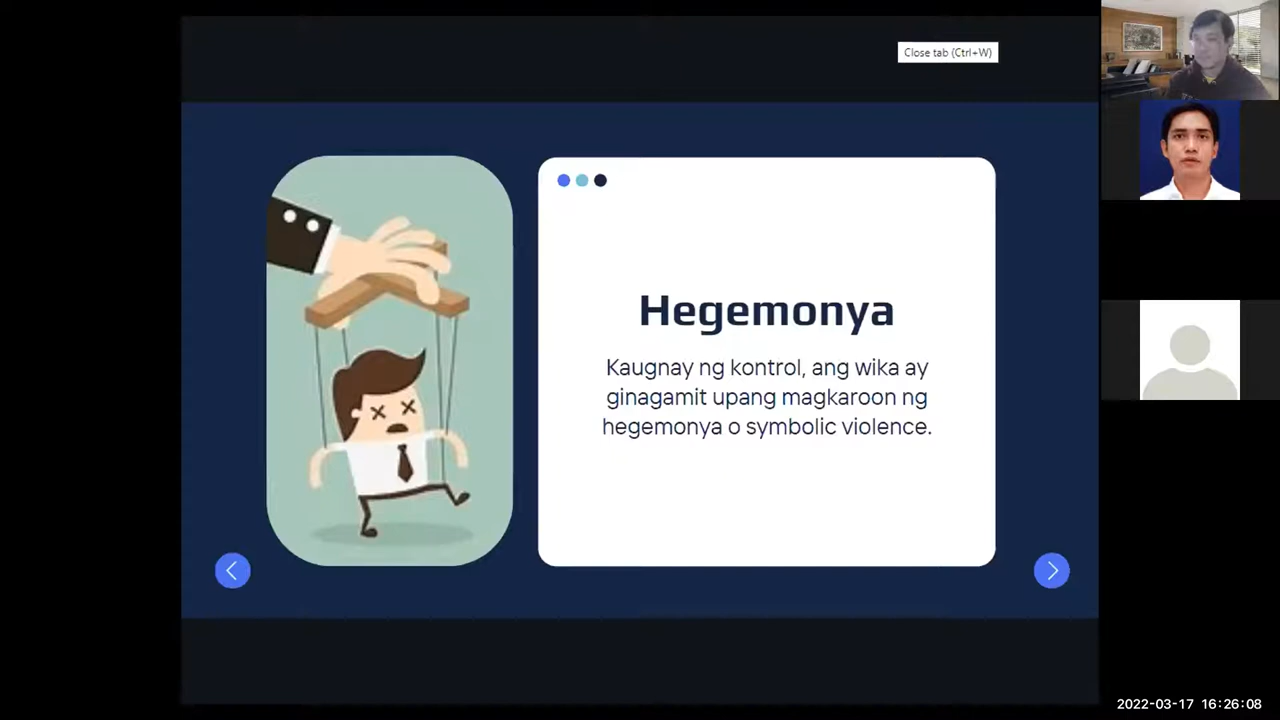 Close tab (Ctrl+W)
Hegemonya
Kaugnay ng kontrol, ang wika ay
ginagamit upang magkaroon ng
hegemonya o symbolic violence.
2022-03-17 16:26:08